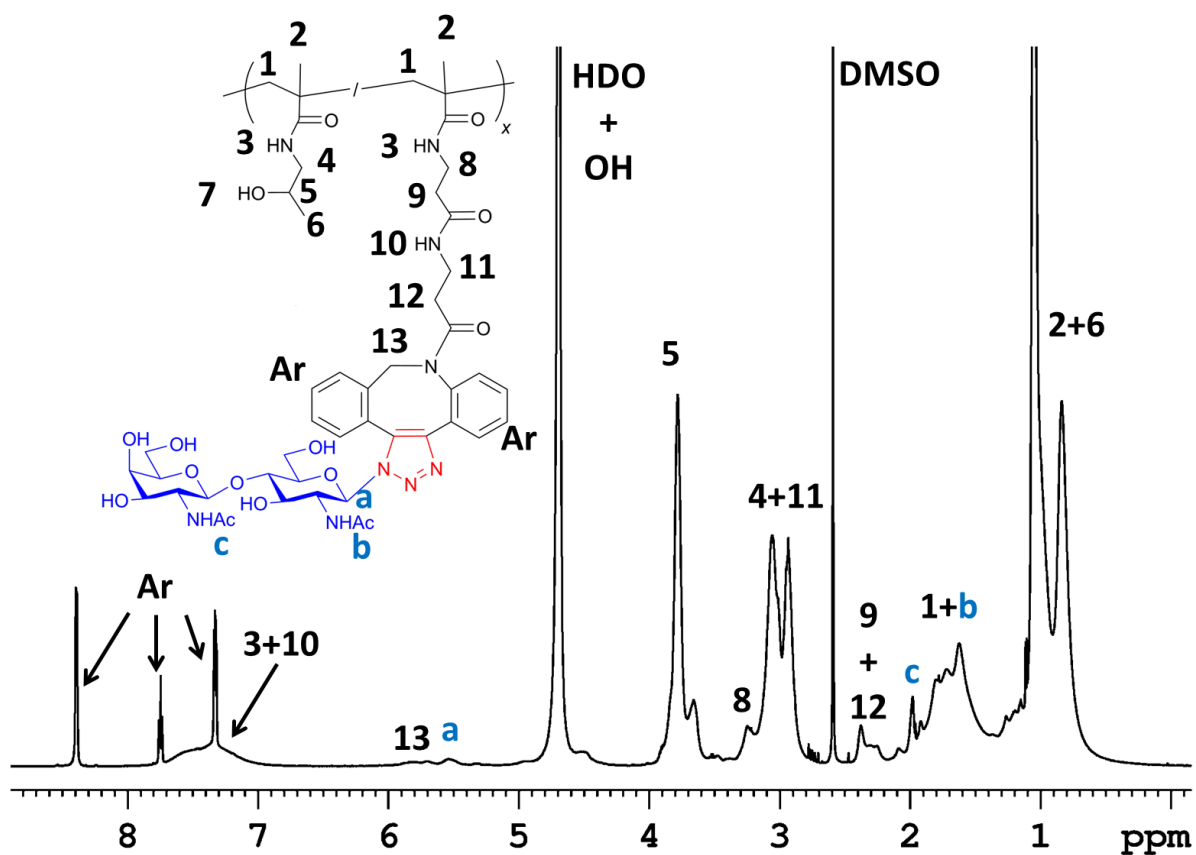 2
2
1
1
/
O
O
x
3
HN
4
3
HN
8
7
HO
5
6
9
O
10
HN
11
12
O
13
N
Ar
Ar
OH
OH
OH
O
O
O
HO
HO
NHAc
NHAc
N
N
N
a
c
b
HDO
+
OH
DMSO
5
4+11
2+6
1+b
9
+
12
c
8
Ar
3+10
13
a
8
7
6
5
4
3
2
1
ppm